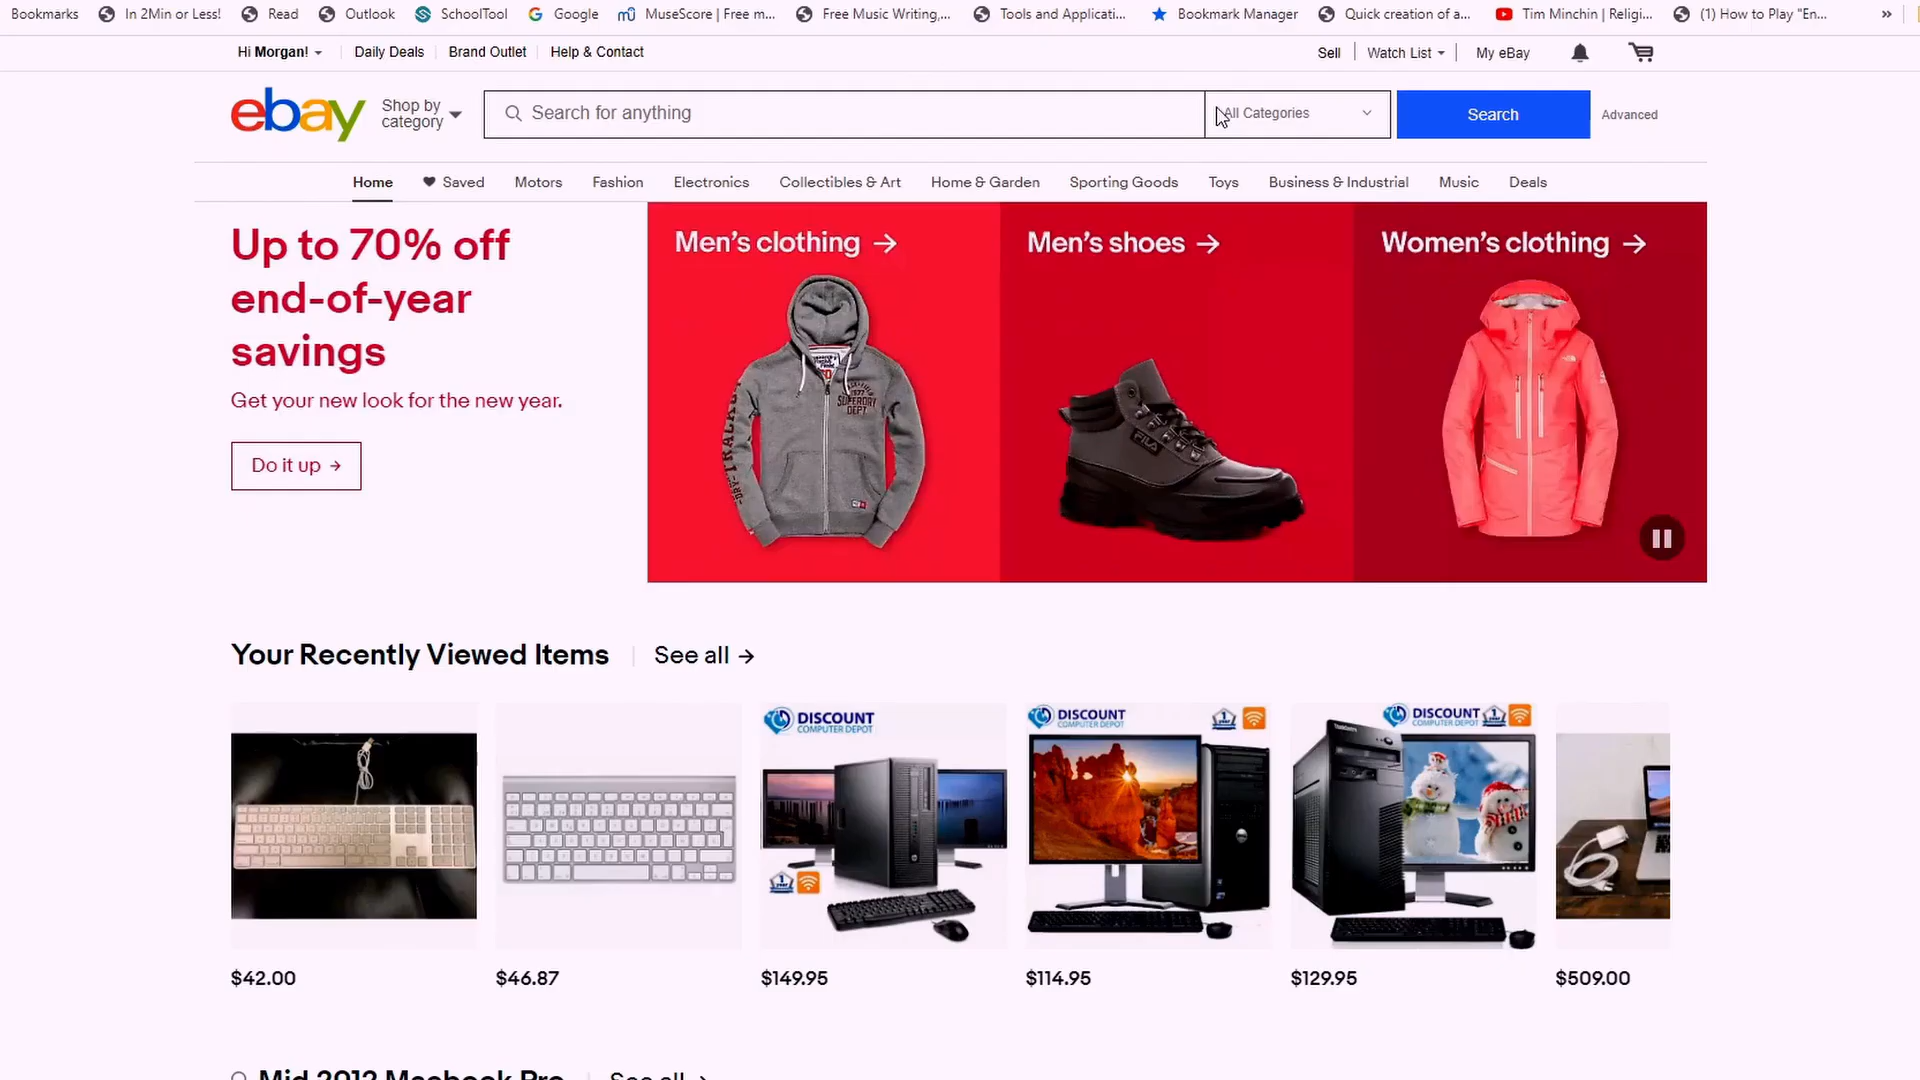 Bookmarks In 2Min or Less! Read Outlook SchoolTool Google MuseScore | Free m... Free Music Writing,... Tools and Applicati... Bookmark Manager Quick creation of a... Tim Minchin | Religi... (1) How to Play "En... »
Hi Morgan! Daily Deals Brand Outlet Help & Contact Sell Watch List My eBay
ebay Shop by category Search for anything All Categories Search Advanced
Home Saved Motors Fashion Electronics Collectibles & Art Home & Garden Sporting Goods Toys Business & Industrial Music Deals
Up to 70% off
end-of-year
savings
Get your new look for the new year.
Do it up →
Men's clothing →
Men's shoes →
Women's clothing →
SUPERDRY
DEPT
FILA
Your Recently Viewed Items See all →
DISCOUNT
COMPUTER DEPOT
DISCOUNT
COMPUTER DEPOT
DISCOUNT
COMPUTER DEPOT
$42.00 $46.87 $149.95 $114.95 $129.95 $509.00
Mid 2012 Macbook Pro See all